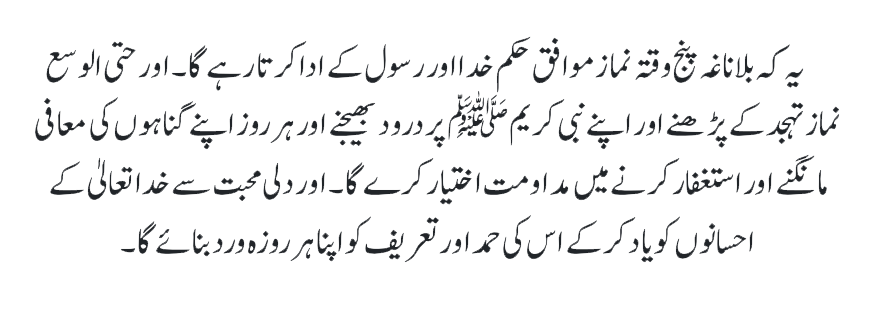 یہ کہ بلاناغہ پنج وقتہ نماز موافق حکم خدا اور رسول کے ادا کرتا رہے گا۔ اور حتی الوسع
نماز تہجد کے پڑھنے اور اپنے نبی کریم ﷺ پر درود بھیجنے اور ہر روز اپنے گناہوں کی معافی
مانگنے اور استغفار کرنے میں مداومت اختیار کرے گا۔ اور دلی محبت سے خدا تعالیٰ کے
احسانوں کو یاد کر کے اس کی حمد اور تعریف کو اپنا ہر روزہ ورد بنائے گا۔